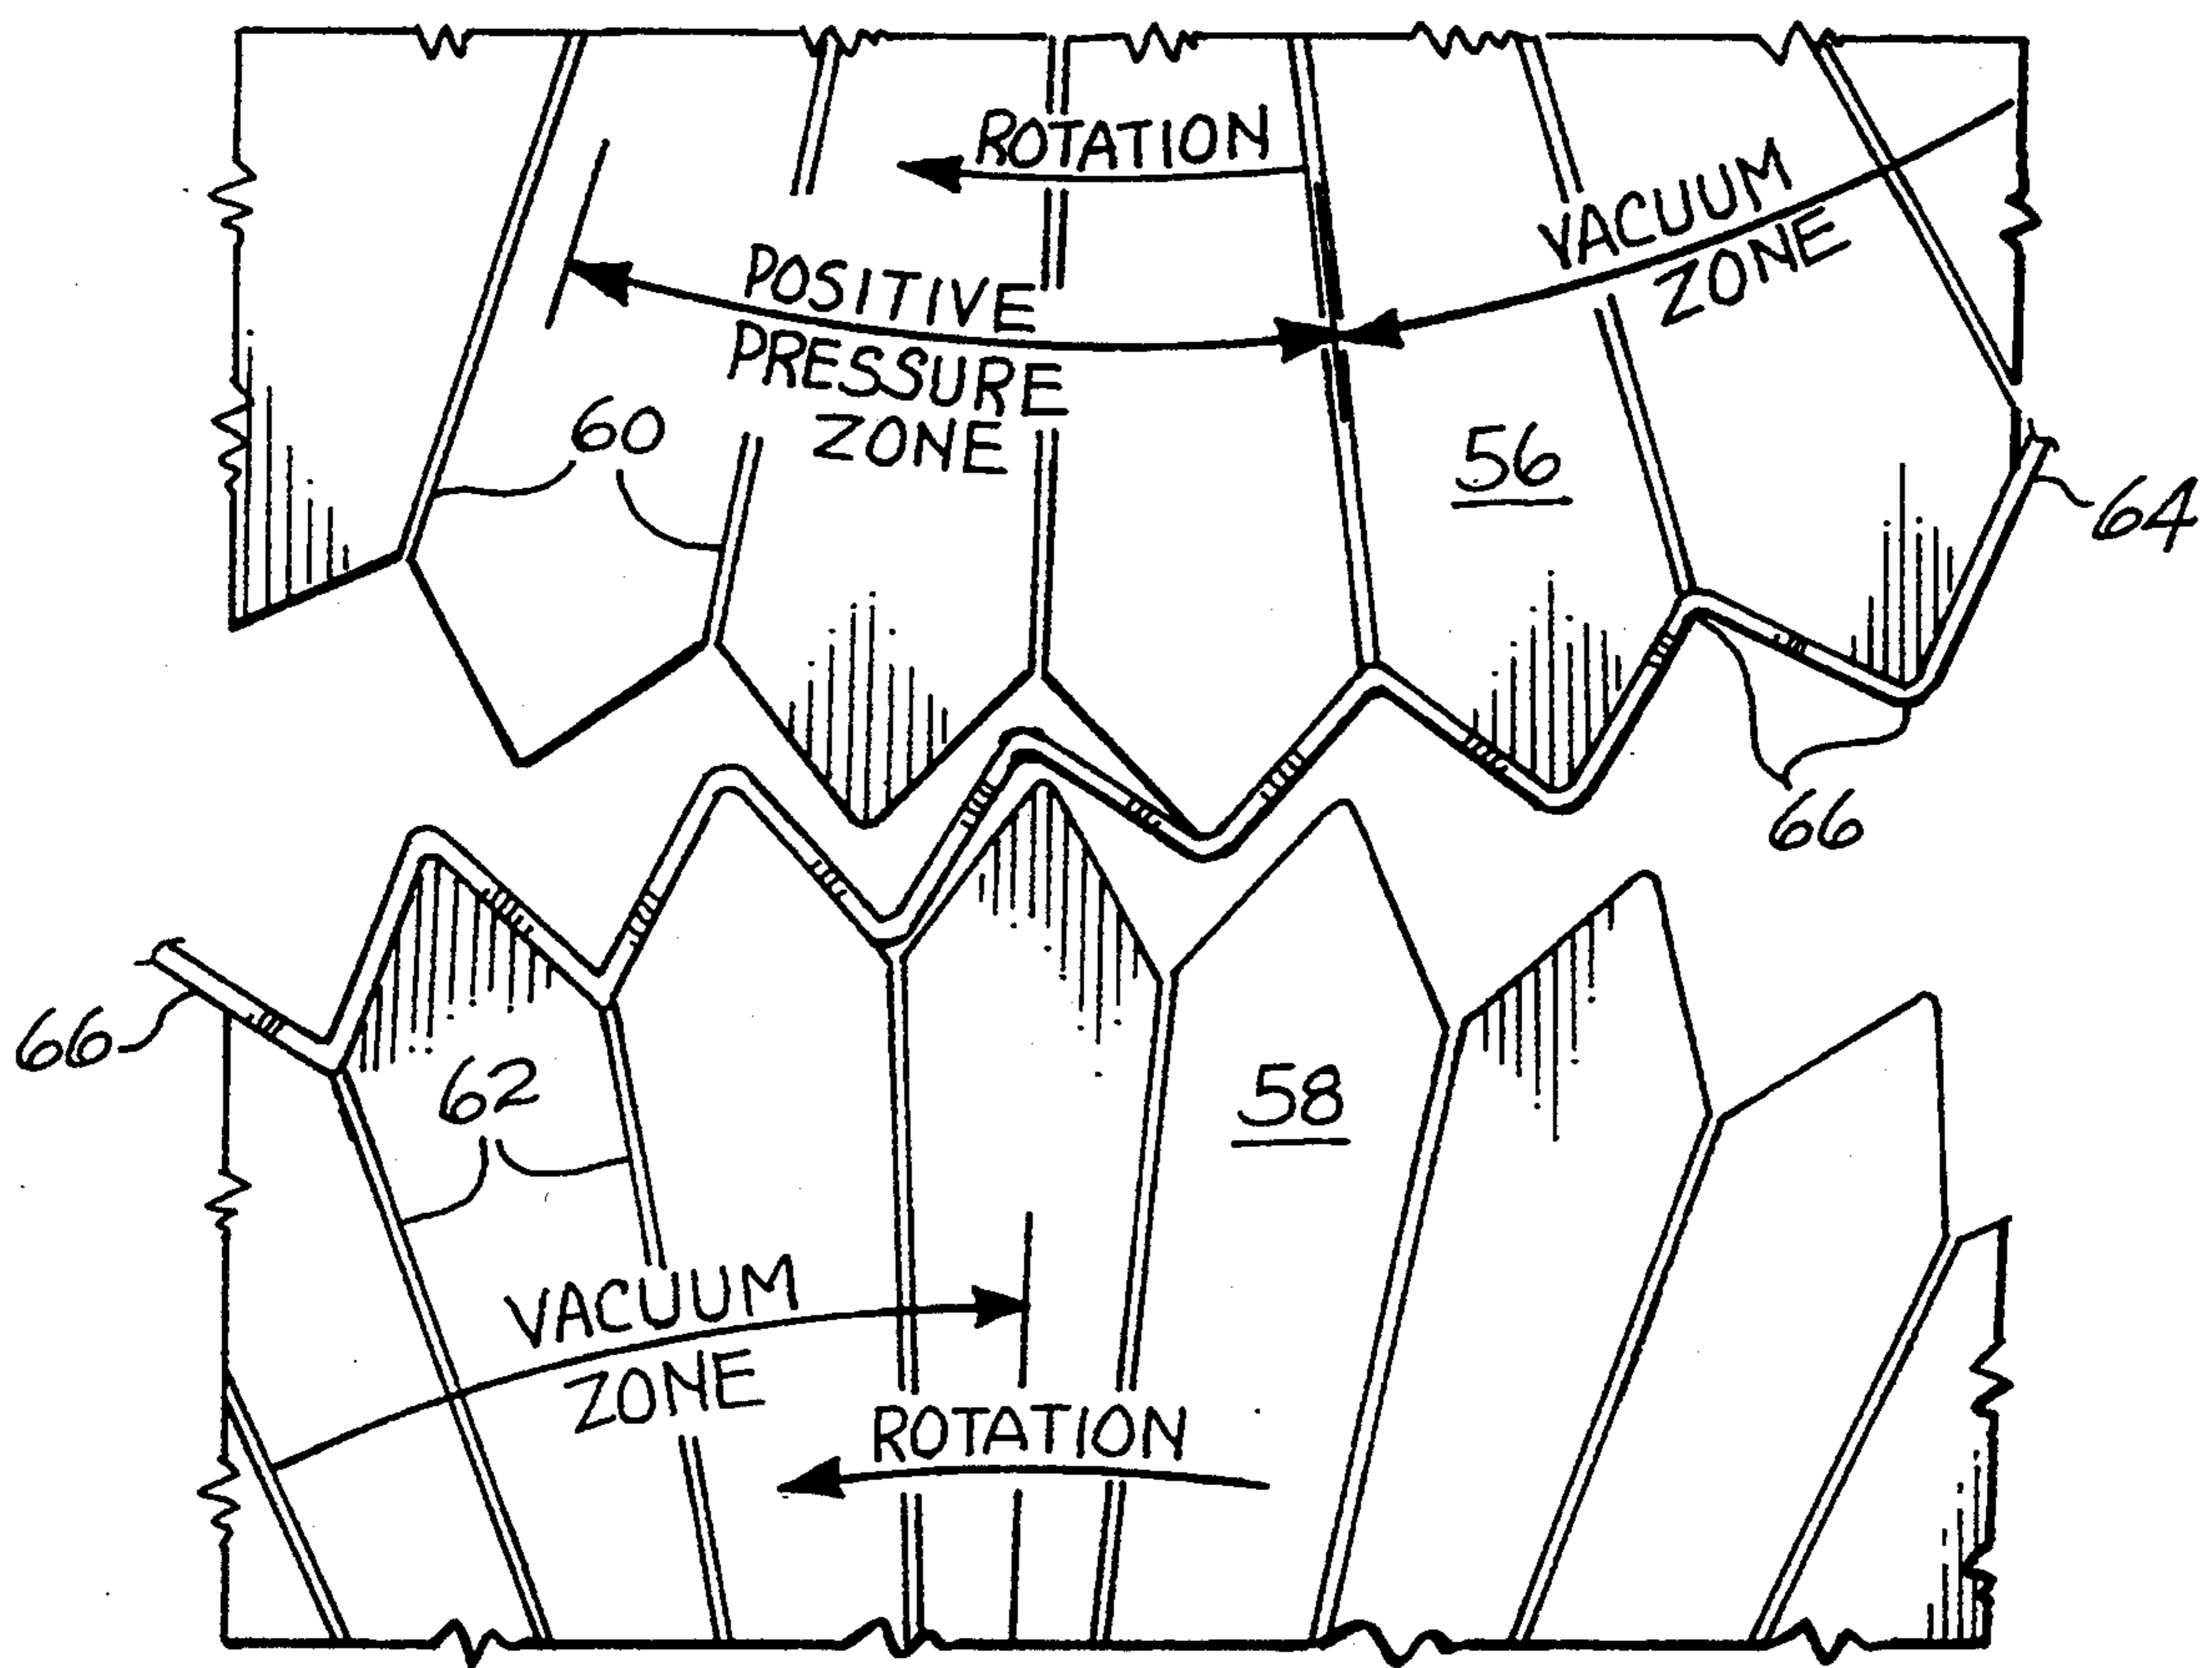 ROTATION
VACUUM
ZONE
POSITIVE
PRESSURE
ZONE
60
56
64
66
66
62
58
VACUUM
ZONE
ROTATION